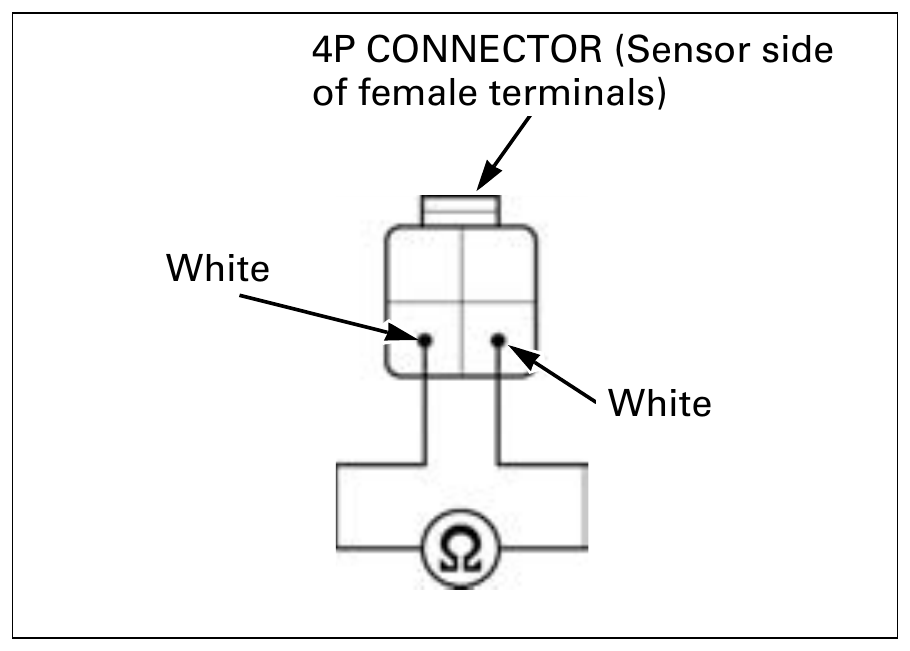 4P CONNECTOR (Sensor side
of female terminals)
White
White
Ω